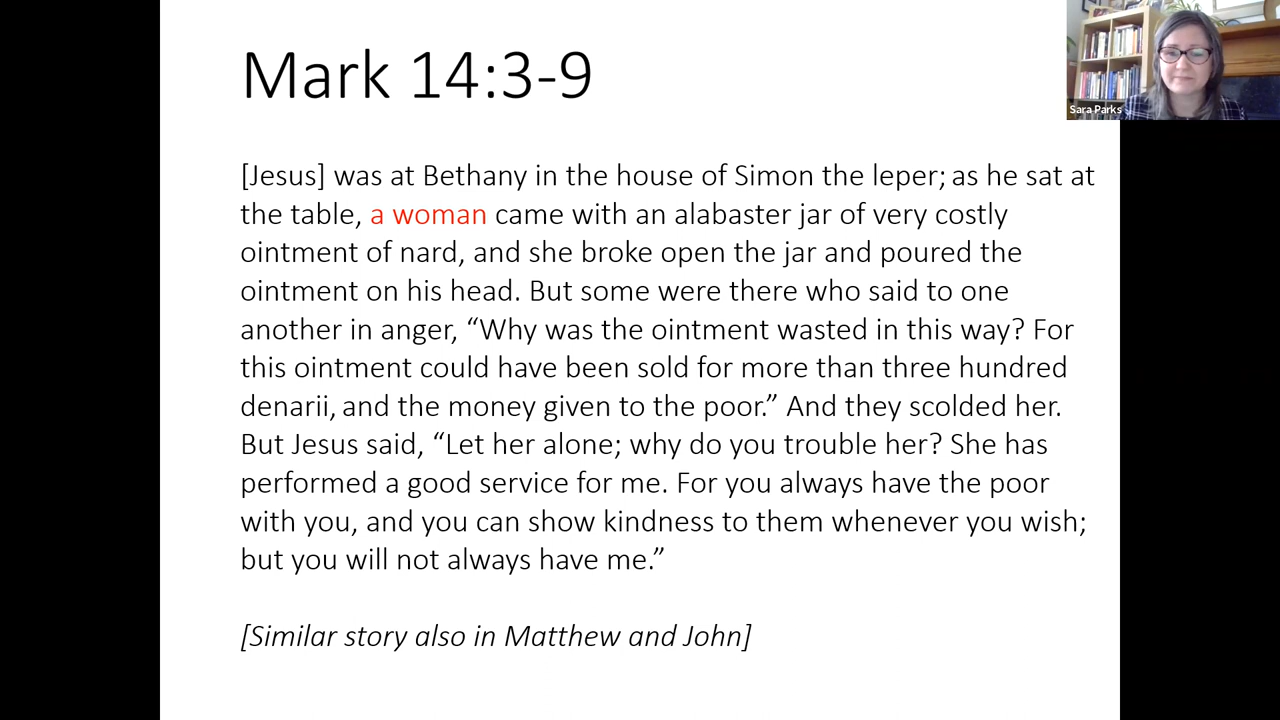 Mark 14:3-9
Sara Parks
[Jesus] was at Bethany in the house of Simon the leper; as he sat at
the table, a woman came with an alabaster jar of very costly
ointment of nard, and she broke open the jar and poured the
ointment on his head. But some were there who said to one
another in anger, “Why was the ointment wasted in this way? For
this ointment could have been sold for more than three hundred
denarii, and the money given to the poor.” And they scolded her.
But Jesus said, “Let her alone; why do you trouble her? She has
performed a good service for me. For you always have the poor
with you, and you can show kindness to them whenever you wish;
but you will not always have me.”
[Similar story also in Matthew and John]